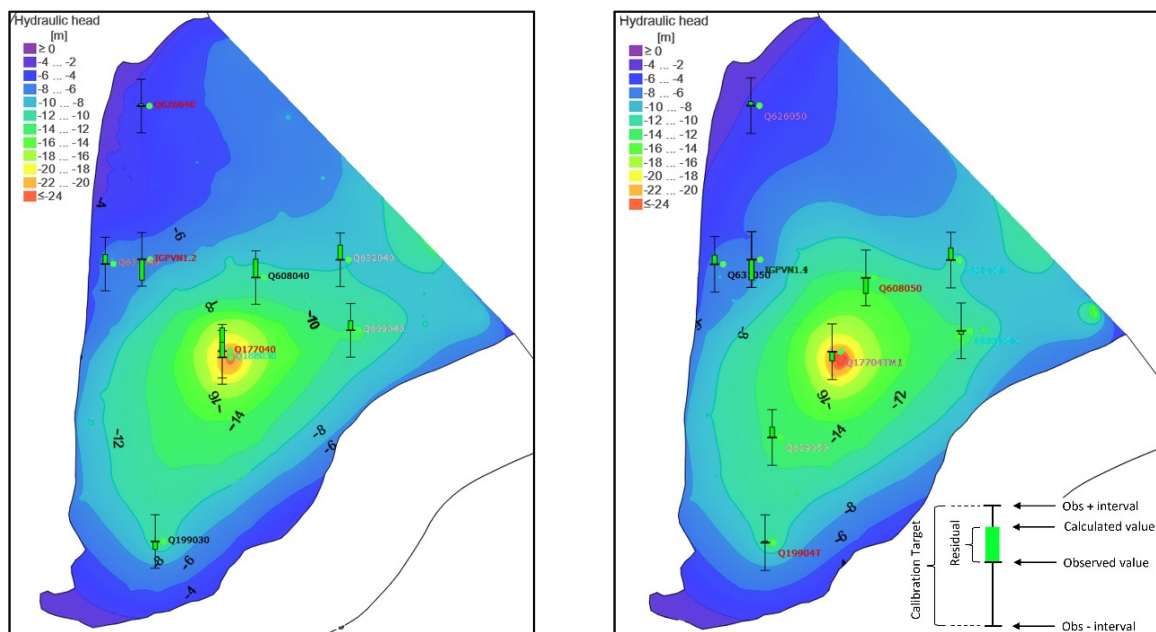 Hydraulic head
[m]
≥ 0
-4 ... -2
-6 ... -4
-8 ... -6
-10 ... -8
-12 ... -10
-14 ... -12
-16 ... -14
-18 ... -16
-20 ... -18
-22 ... -20
≤-24
Q626040
-4
-6
IGPVN1.2
Q608040
Q632040
-8
-10
Q609040
Q177040
Q188030
-16
-14
-12
-8
-6
Q199030
-8
-6
-4
Hydraulic head
[m]
≥ 0
-4 ... -2
-6 ... -4
-8 ... -6
-10 ... -8
-12 ... -10
-14 ... -12
-16 ... -14
-18 ... -16
-20 ... -18
-22 ... -20
≤-24
Q626050
Q608050
-8
-12
-16
-14
Q629050
-8
-6
Q19904T
Calibration Target
Residual
Obs + interval
Calculated value
Observed value
Obs - interval